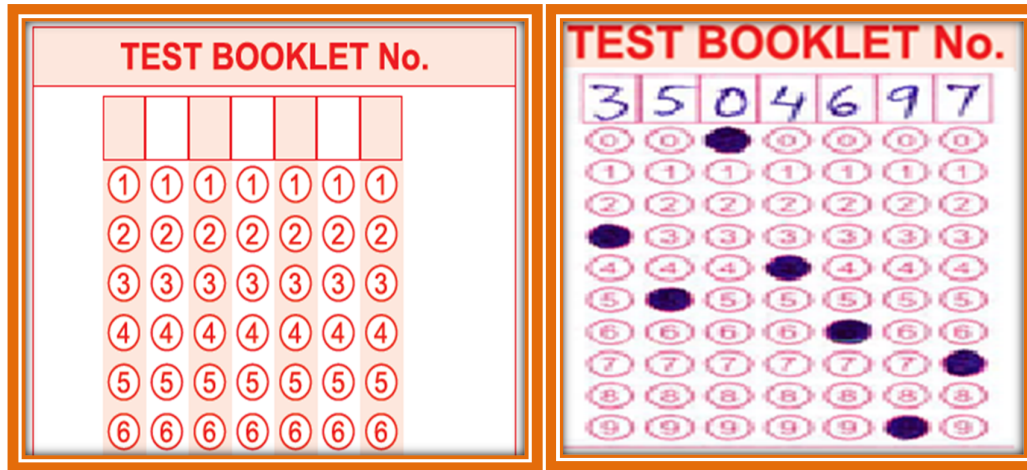 TEST BOOKLET No.
1 1 1 1 1 1 1
2 2 2 2 2 2 2
3 3 3 3 3 3 3
4 4 4 4 4 4 4
5 5 5 5 5 5 5
6 6 6 6 6 6 6
TEST BOOKLET No.
3 5 0 4 6 9 7
0 0 0 0 0 0
1 1 1 1 1 1 1
2 2 2 2 2 2 2
3 3 3 3 3 3
4 4 4 4 4 4
5 5 5 5 5 5
6 6 6 6 6 6
7 7 7 7 7 7
8 8 8 8 8 8 8
9 9 9 9 9 9